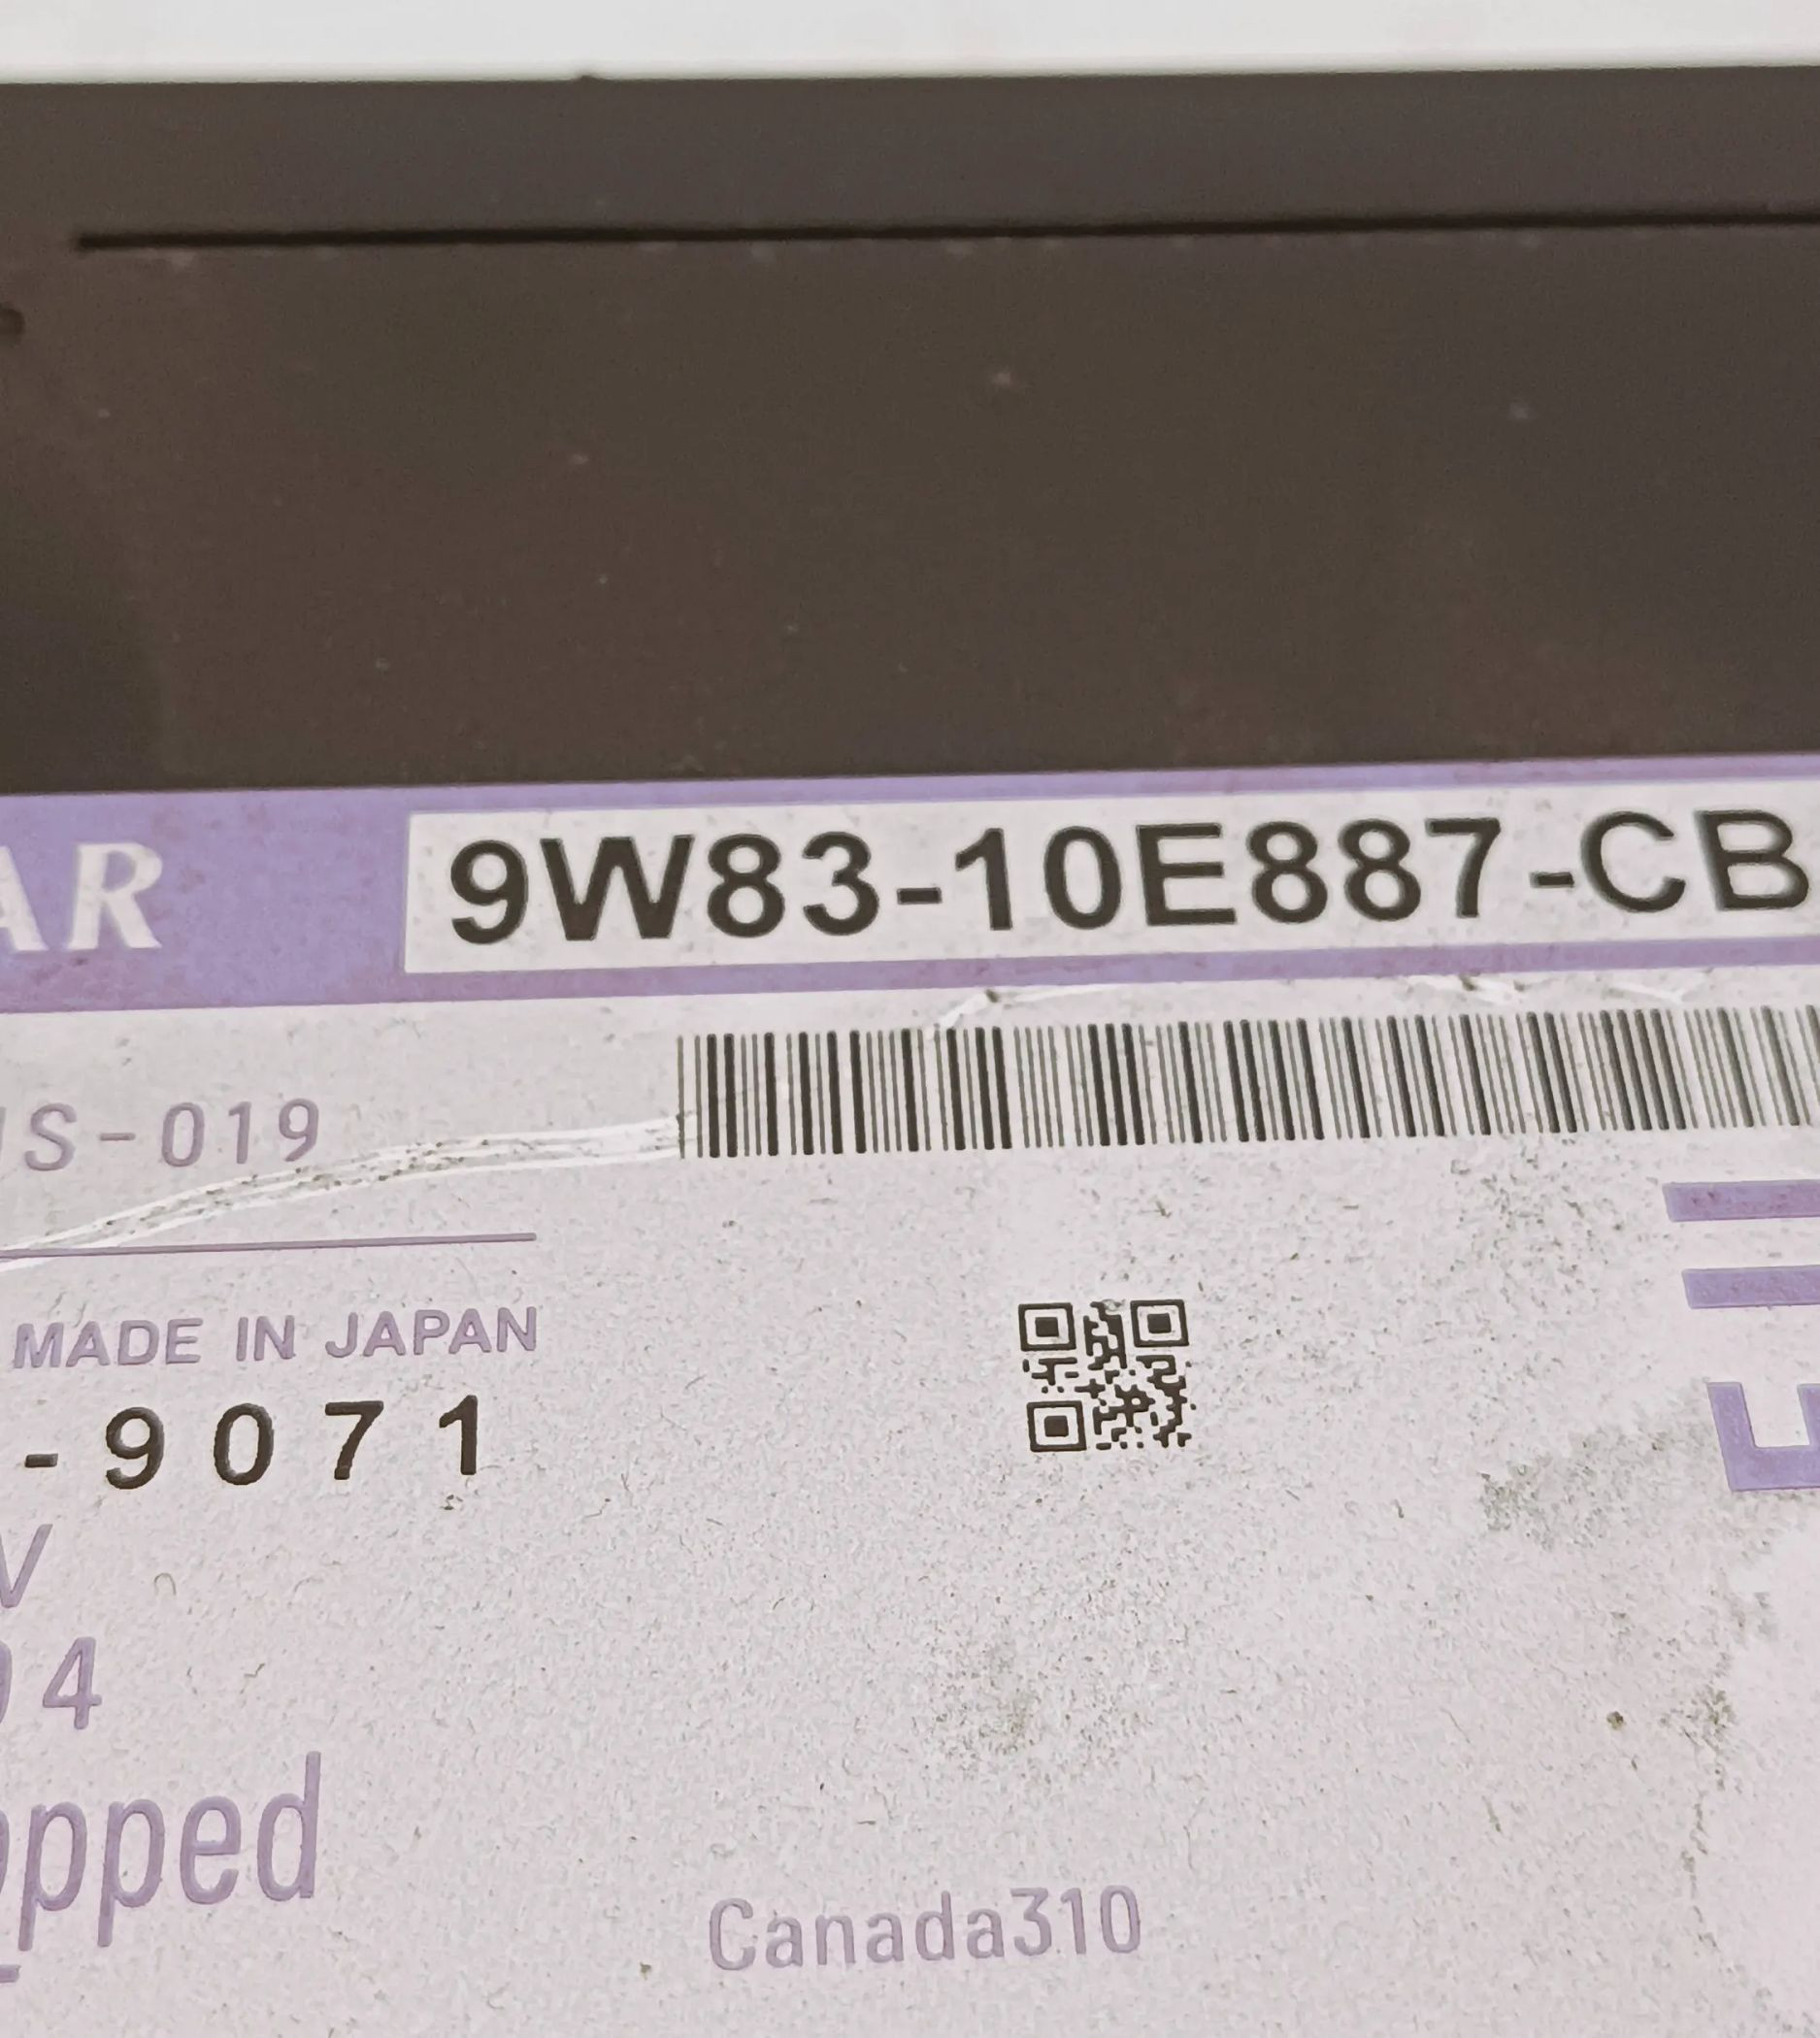 AR 9W83-10E887-CB
S-019
MADE IN JAPAN
-9071
V
4
pped
Canada310